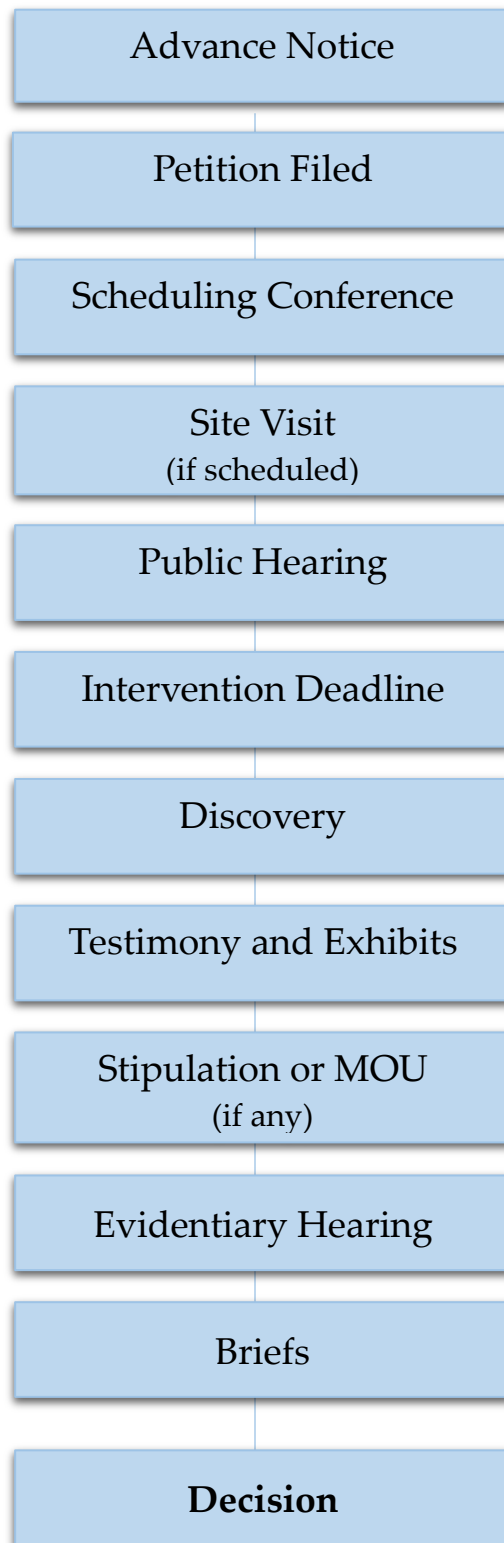 Advance Notice
Petition Filed
Scheduling Conference
Site Visit
(if scheduled)
Public Hearing
Intervention Deadline
Discovery
Testimony and Exhibits
Stipulation or MOU
(if any)
Evidentiary Hearing
Briefs
Decision